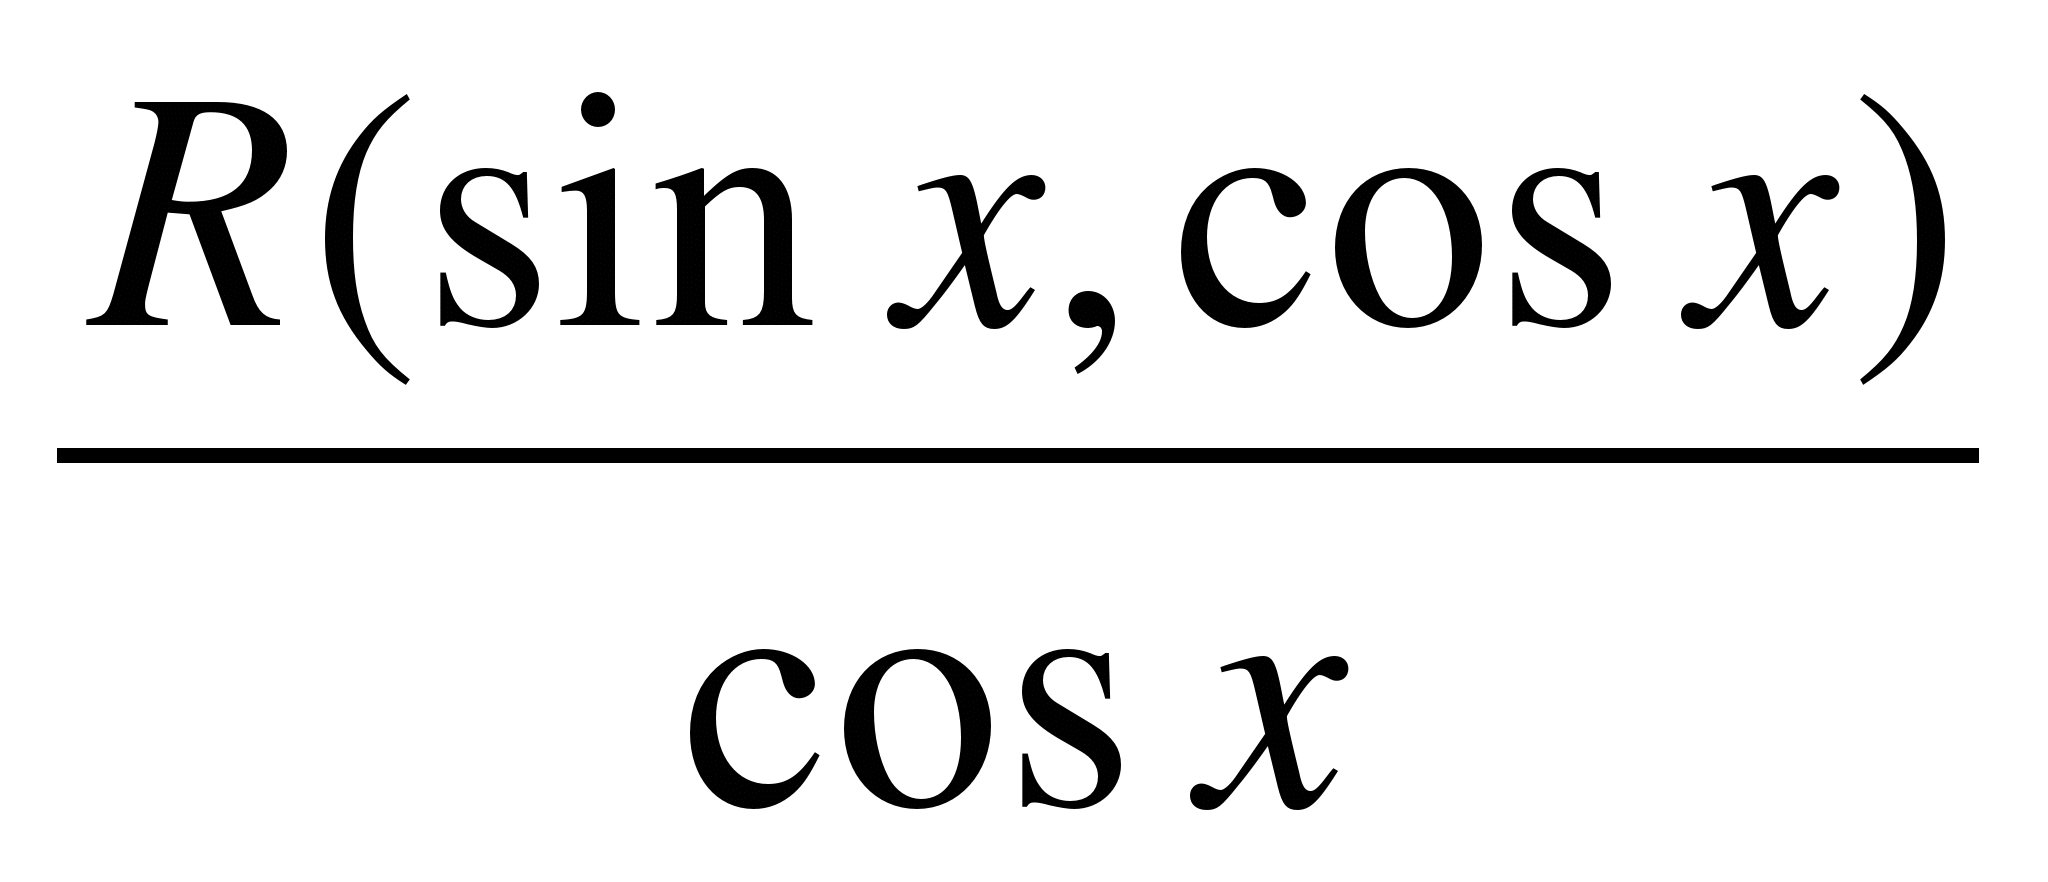 R(sin x, cos x)
cos x